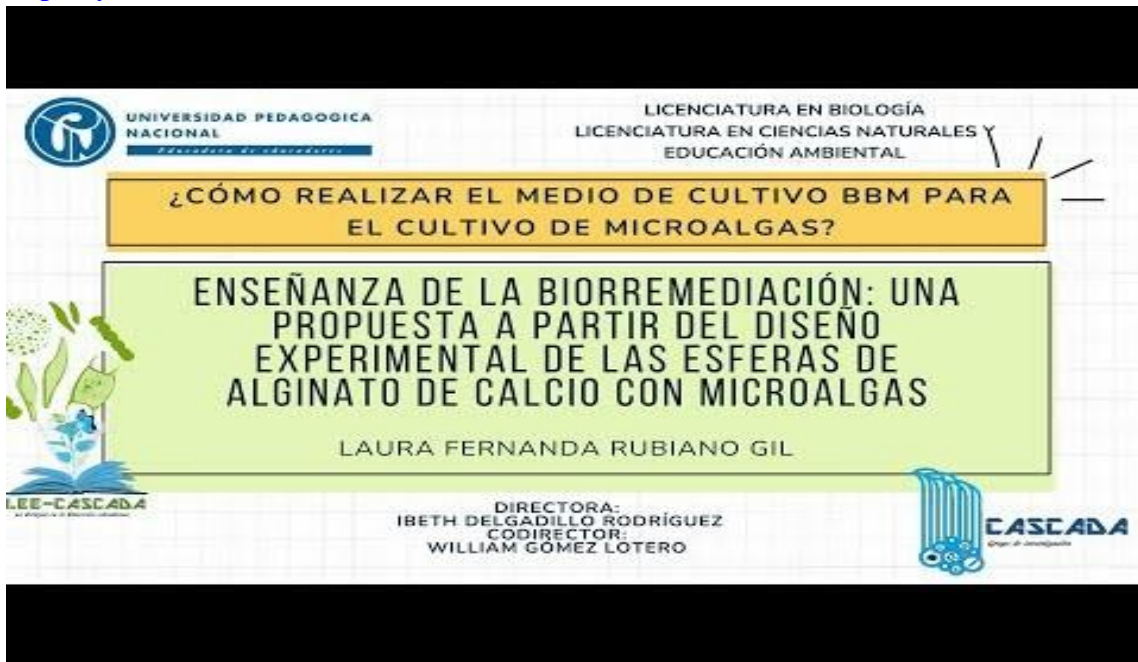 UNIVERSIDAD PEDAGOGICA
NACIONAL
Educadora de educadores
LICENCIATURA EN BIOLOGÍA
LICENCIATURA EN CIENCIAS NATURALES Y
EDUCACIÓN AMBIENTAL
¿CÓMO REALIZAR EL MEDIO DE CULTIVO BBM PARA
EL CULTIVO DE MICROALGAS?
ENSEÑANZA DE LA BIORREMEDIACIÓN: UNA
PROPUESTA A PARTIR DEL DISEÑO
EXPERIMENTAL DE LAS ESFERAS DE
ALGINATO DE CALCIO CON MICROALGAS
LAURA FERNANDA RUBIANO GIL
LEE-CASCADA
DIRECTORA:
IBETH DELGADILLO RODRÍGUEZ
CODIRECTOR:
WILLIAM GÓMEZ LOTERO
CASCADA
Grupo de investigación